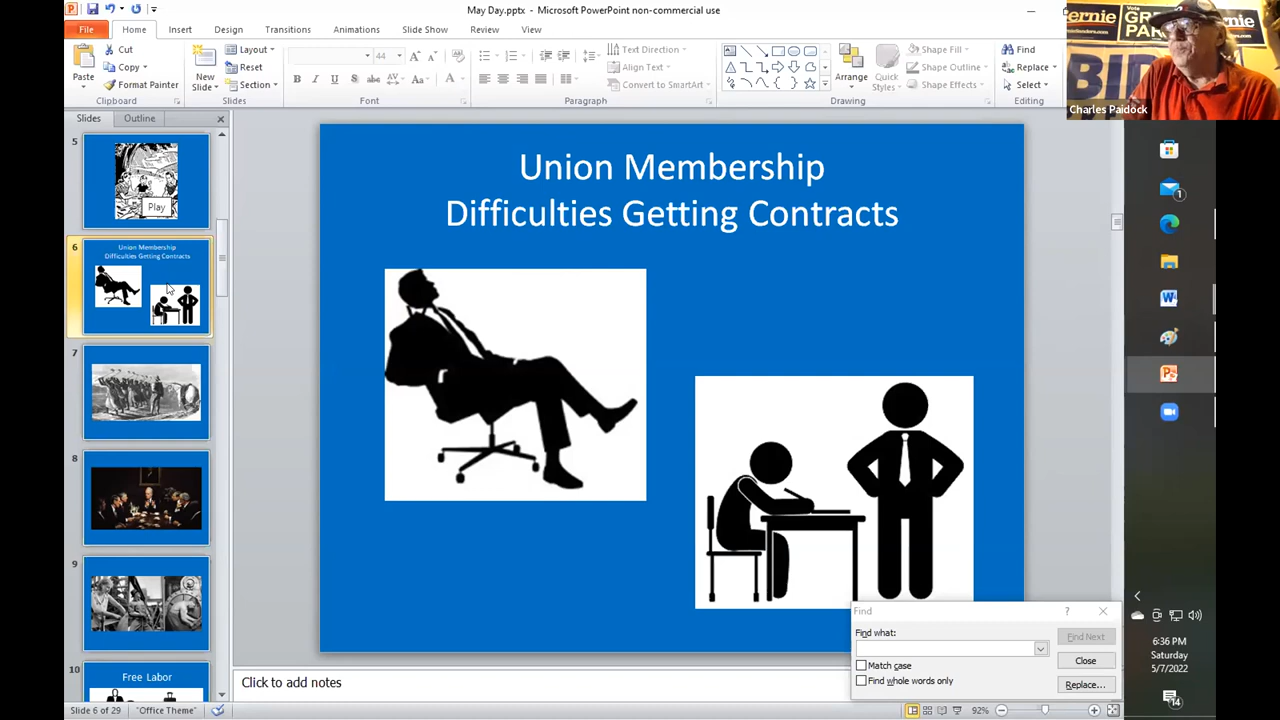 May Day.pptx - Microsoft PowerPoint non-commercial use
File
Home
Insert
Design
Transitions
Animations
Slide Show
Review
View
Paste
Cut
Copy
Format Painter
Clipboard
New
Slide
Layout
Reset
Section
Slides
44
Font
Text Direction
Align Text
Convert to SmartArt
Paragraph
Arrange
Quick
Styles
Shape Fill
Shape Outline
Shape Effects
Drawing
Find
Replace
Select
Editing
Charles Paidock
Slides
Outline
5
Play
6
Union Membership
Difficulties Getting Contracts
7
8
9
10
Free Labor
Union Membership
Difficulties Getting Contracts
Find
Find what:
Find Next
Match case
Close
Find whole words only
Replace...
Click to add notes
Slide 6 of 29
"Office Theme"
92%
1
6:36 PM
Saturday
5/7/2022
14